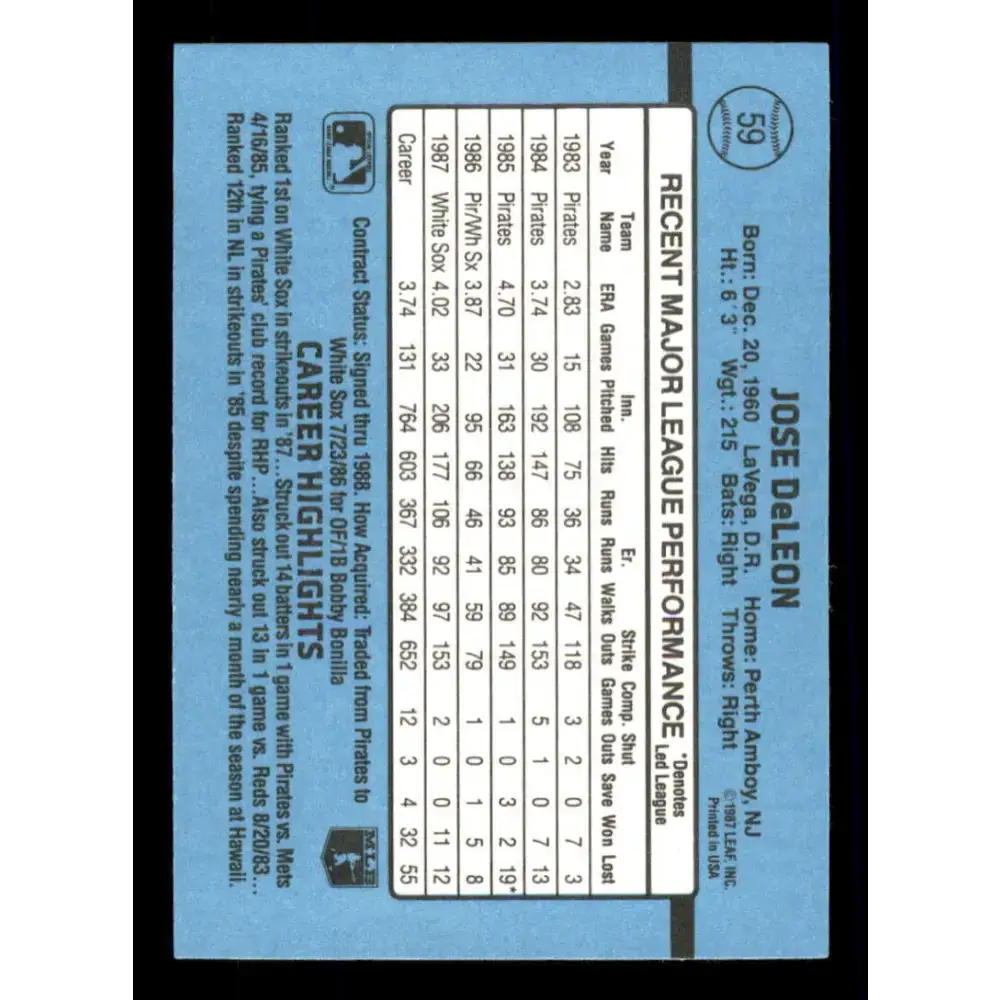 59
JOSE DeLEON
Born: Dec. 20, 1960 LaVega, D.R. Home: Perth Amboy, NJ
Ht.: 6'3" Wgt.: 215 Bats: Right Throws: Right
©1987 LEAF, INC.
Printed in USA
RECENT MAJOR LEAGUE PERFORMANCE *Denotes Led League
Team Inn. Er. Strike Comp. Shut
Year Name ERA Games Pitched Hits Runs Runs Walks Outs Games Outs Save Won Lost
1983 Pirates 2.83 15 108 75 36 34 47 118 3 2 0 7 3
1984 Pirates 3.74 30 192 147 86 80 92 153 5 1 0 7 13
1985 Pirates 4.70 31 163 138 93 85 89 149 1 0 3 2 19*
1986 Pir/Wh Sx 3.87 22 95 66 46 41 59 79 1 0 1 5 8
1987 White Sox 4.02 33 206 177 106 92 97 153 2 0 0 11 12
Career 3.74 131 764 603 367 332 384 652 12 3 4 32 55
Contract Status: Signed thru 1988. How Acquired: Traded from Pirates to
White Sox 7/23/86 for OF/1B Bobby Bonilla
MLB
CAREER HIGHLIGHTS
Ranked 1st on White Sox in strikeouts in '87...Struck out 14 batters in 1 game with Pirates vs. Mets
4/16/85, tying a Pirates' club record for RHP...Also struck out 13 in 1 game vs. Reds 8/20/83...
Ranked 12th in NL in strikeouts in '85 despite spending nearly a month of the season at Hawaii.